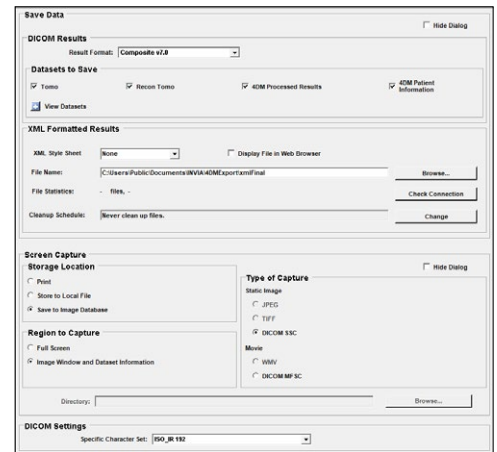 Save Data
Hide Dialog
DICOM Results
Result Format: Composite v7.0
Datasets to Save
Tomo
Recon Tomo
4DM Processed Results
4DM Patient Information
View Datasets
XML Formatted Results
XML Style Sheet None
Display File in Web Browser
File Name: C:\Users\Public\Documents\INVIA\4DMExport\xmlFinal Browse...
File Statistics: - files, - Check Connection
Cleanup Schedule: Never clean up files. Change
Screen Capture
Storage Location
Hide Dialog
Print
Store to Local File
Save to Image Database
Type of Capture
Static Image
JPEG
TIFF
DICOM SSC
Region to Capture
Full Screen
Image Window and Dataset Information
Movie
WMV
DICOM MFSC
Directory: Browse...
DICOM Settings
Specific Character Set: ISO_IR 192